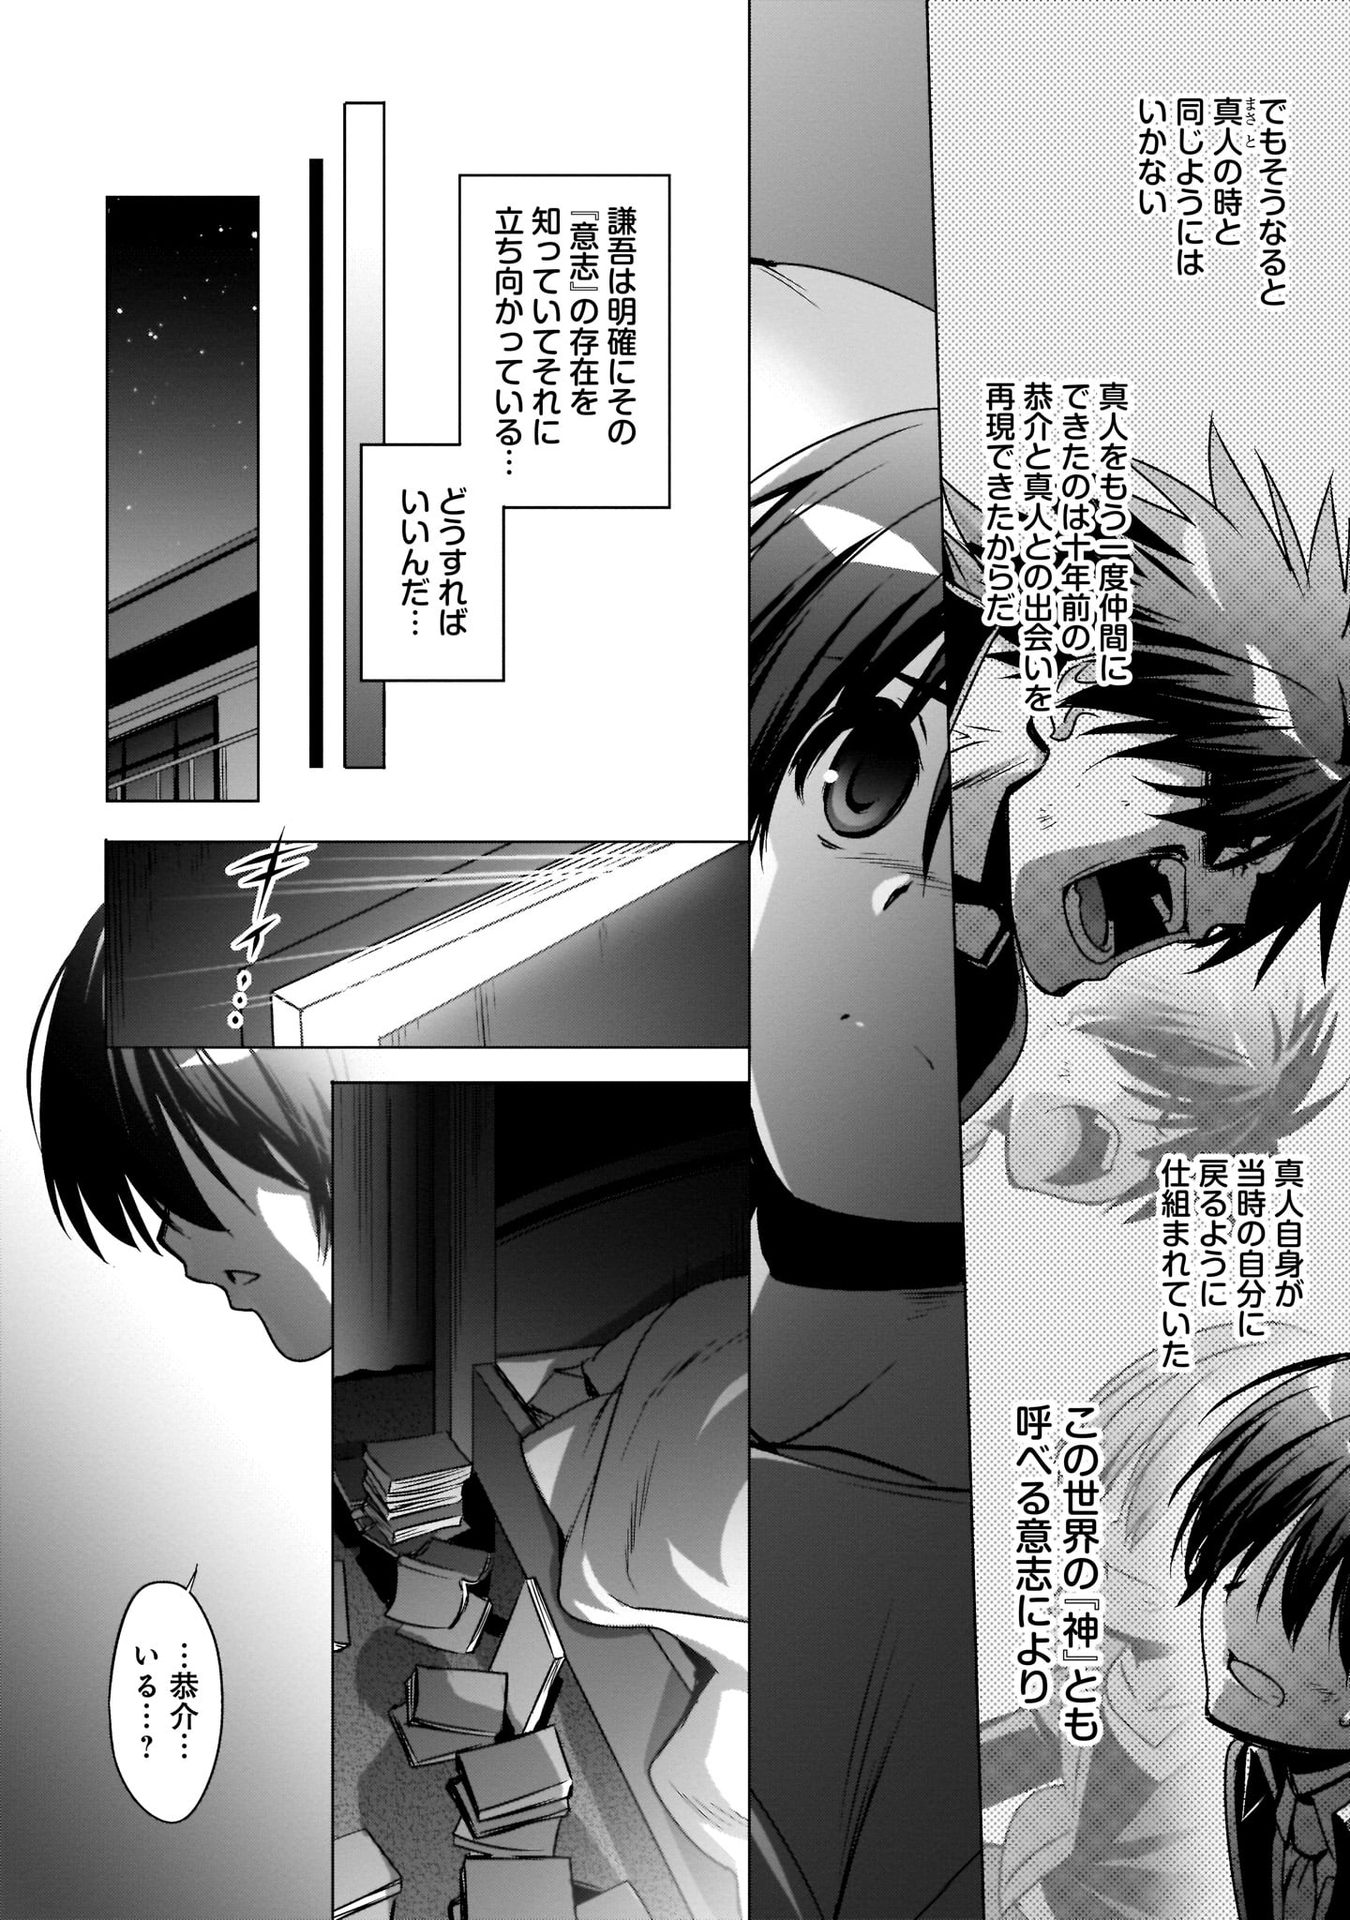 でもそうなると
真人の時と
まさと
同じようには
いかない
真人をもう一度仲間に
できたのは十年前の
恭介と真人との出会いを
再現できたからだ
真人自身が
当時の自分に
戻るように
仕組まれていた
この世界の『神』とも
呼べる意志により
謙吾は明確にその
『意志』の存在を
知っていてそれに
立ち向かっている…
どうすれば
いいんだ…
キィ…
…恭介…
いる…?